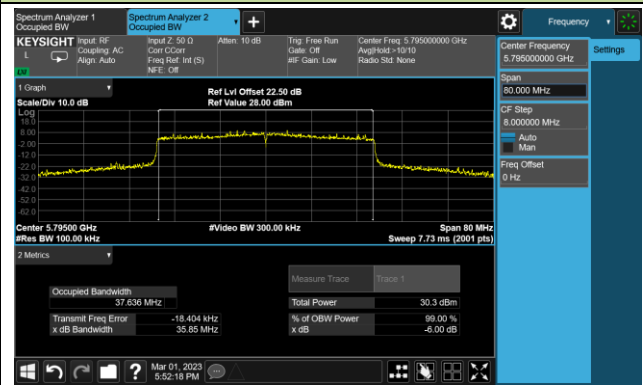 Spectrum Analyzer 1
Occupied BW
Spectrum Analyzer 2
Occupied BW
Frequency
KEYSIGHT
L
LW
Input: RF
Coupling: AC
Align: Auto
Input Z: 50 Ω
Corr CCorr
Freq Ref: Int (S)
NFE: Off
Atten: 10 dB
Trig: Free Run
Gate: Off
#IF Gain: Low
Center Freq: 5.795000000 GHz
Avg|Hold:>10/10
Radio Std: None
Center Frequency
5.795000000 GHz
Settings
Span
80.000 MHz
CF Step
8.000000 MHz
Auto
Man
Freq Offset
0 Hz
1 Graph
Scale/Div 10.0 dB
Ref Lvl Offset 22.50 dB
Ref Value 28.00 dBm
Log
18.0
8.00
-2.00
-12.0
-22.0
-32.0
-42.0
-52.0
-62.0
Center 5.79500 GHz
#Video BW 300.00 kHz
Span 80 MHz
#Res BW 100.00 kHz
Sweep 7.73 ms (2001 pts)
2 Metrics
Measure Trace
Trace 1
Occupied Bandwidth
37.636 MHz
Total Power
30.3 dBm
Transmit Freq Error
-18.404 kHz
% of OBW Power
99.00 %
x dB Bandwidth
35.85 MHz
x dB
-6.00 dB
?
Mar 01, 2023
5:52:18 PM